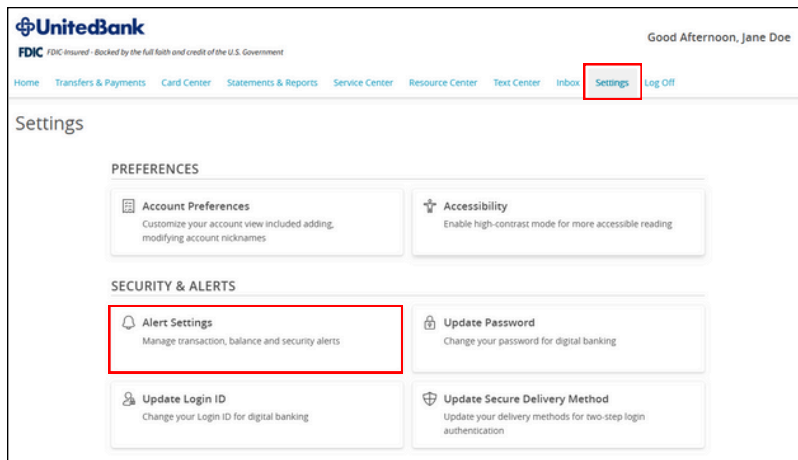 UnitedBank
Good Afternoon, Jane Doe
FDIC FDIC-Insured - Backed by the full faith and credit of the U.S. Government
Home Transfers & Payments Card Center Statements & Reports Service Center Resource Center Text Center Inbox Settings Log Off
Settings
PREFERENCES
Account Preferences
Customize your account view included adding,
modifying account nicknames
Accessibility
Enable high-contrast mode for more accessible reading
SECURITY & ALERTS
Alert Settings
Manage transaction, balance and security alerts
Update Password
Change your password for digital banking
Update Login ID
Change your Login ID for digital banking
Update Secure Delivery Method
Update your delivery methods for two-step login
authentication